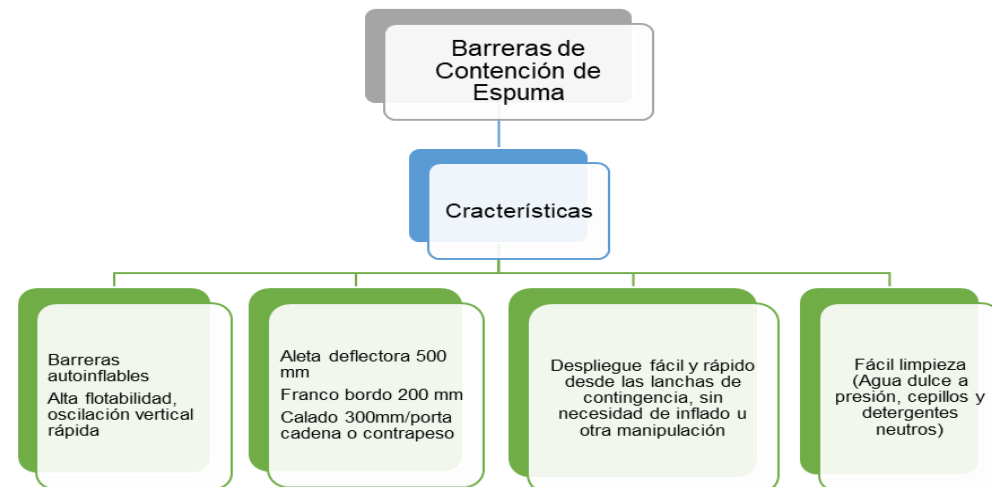 Barreras de
Contención de
Espuma
Cracterísticas
Barreras
autoinflables
Alta flotabilidad,
oscilación vertical
rápida
Aleta deflectora 500
mm
Franco bordo 200 mm
Calado 300mm/porta
cadena o contrapeso
Despliegue fácil y rápido
desde las lanchas de
contingencia, sin
necesidad de inflado u
otra manipulación
Fácil limpieza
(Agua dulce a
presión, cepillos y
detergentes
neutros)